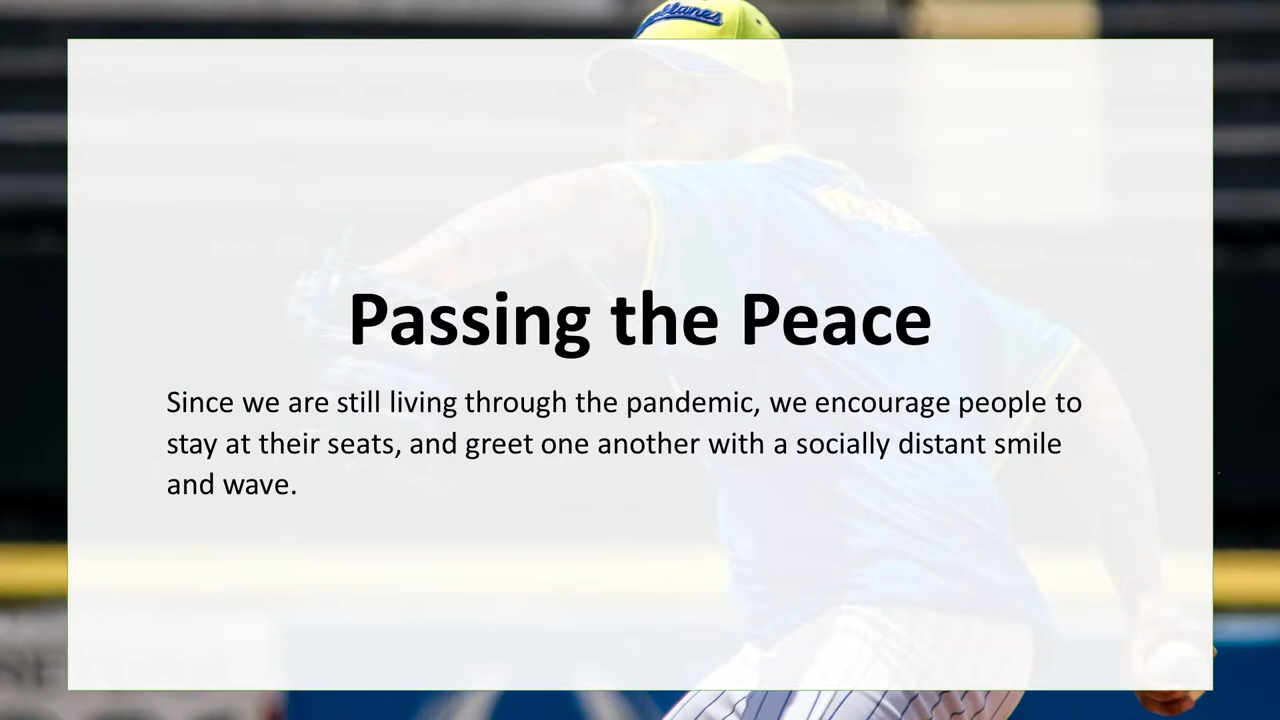 Passing the Peace
Since we are still living through the pandemic, we encourage people to
stay at their seats, and greet one another with a socially distant smile
and wave.